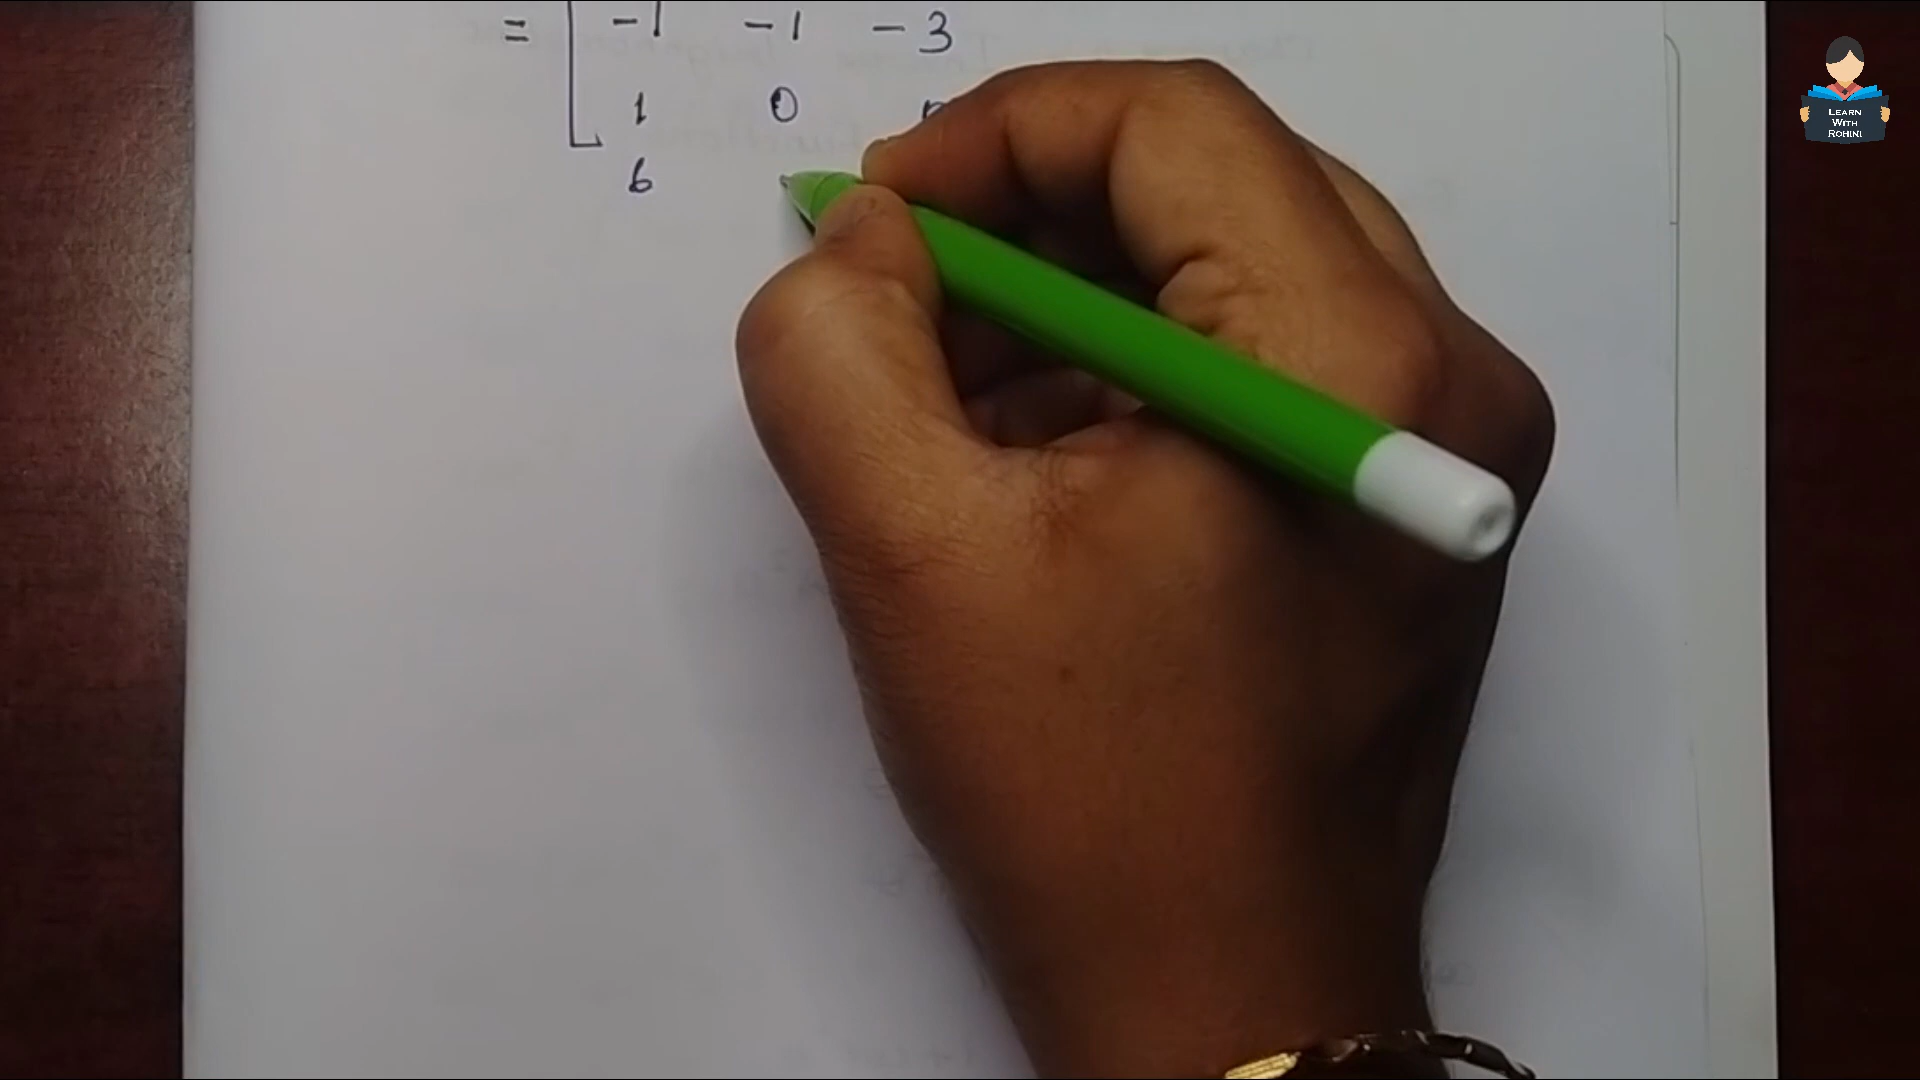 = [ -1 -1 -3
1 0
6
LEARN
WITH
ROHINI